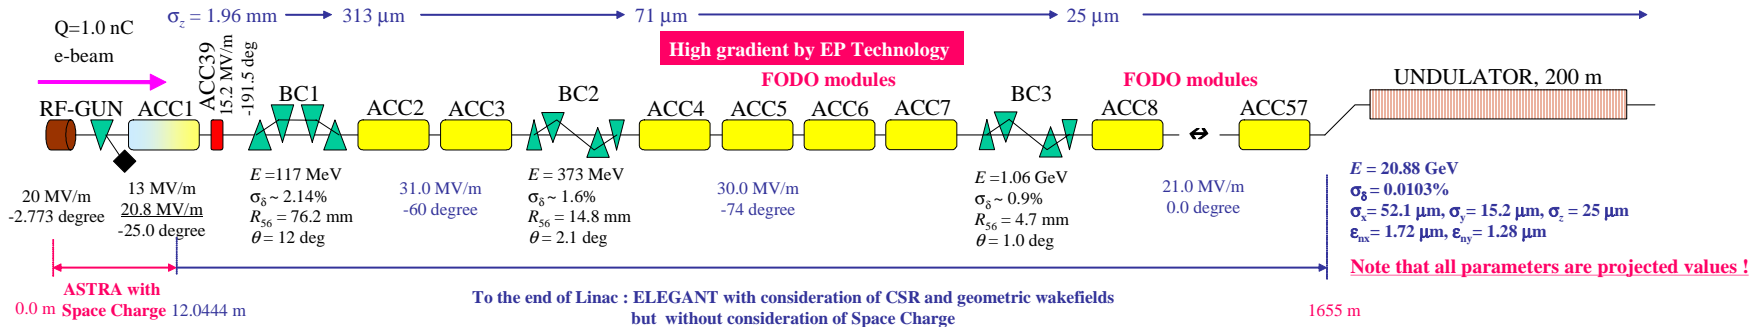 σz = 1.96 mm
313 μm
71 μm
25 μm
Q=1.0 nC
e-beam
ACC39
15.2 MV/m
-191.5 deg
High gradient by EP Technology
FODO modules
FODO modules
UNDULATOR, 200 m
RF-GUN
ACC1
BC1
ACC2
ACC3
BC2
ACC4
ACC5
ACC6
ACC7
BC3
ACC8
ACC57
20 MV/m
-2.773 degree
13 MV/m
20.8 MV/m
-25.0 degree
E =117 MeV
σδ ~ 2.14%
R56 = 76.2 mm
θ = 12 deg
31.0 MV/m
-60 degree
E = 373 MeV
σδ ~ 1.6%
R56 = 14.8 mm
θ = 2.1 deg
30.0 MV/m
-74 degree
E =1.06 GeV
σδ ~ 0.9%
R56 = 4.7 mm
θ = 1.0 deg
21.0 MV/m
0.0 degree
E = 20.88 GeV
σδ = 0.0103%
σx= 52.1 μm, σy= 15.2 μm, σz = 25 μm
εnx= 1.72 μm, εny= 1.28 μm
Note that all parameters are projected values !
0.0 m
ASTRA with
Space Charge
12.0444 m
To the end of Linac : ELEGANT with consideration of CSR and geometric wakefields
but without consideration of Space Charge
1655 m